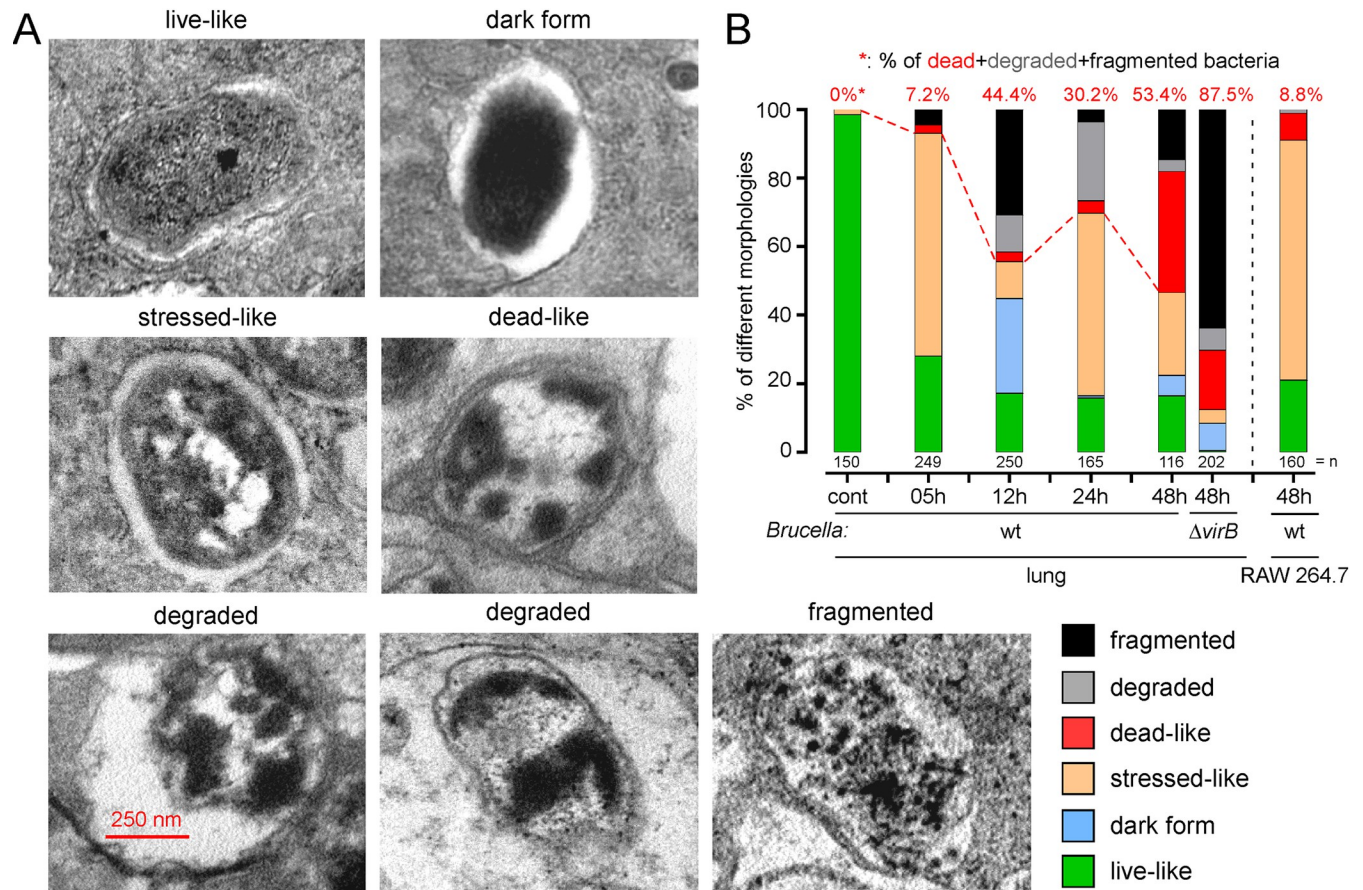 A
live-like
dark form
stressed-like
dead-like
degraded
250 nm
degraded
fragmented
B
*: % of dead+degraded+fragmented bacteria
0%* 7.2% 44.4% 30.2% 53.4% 87.5% 8.8%
% of different morphologies
100
80
60
40
20
0
150 249 250 165 116 202 160 = n
cont 05h 12h 24h 48h 48h 48h
Brucella: wt ΔvirB wt
lung RAW 264.7
fragmented
degraded
dead-like
stressed-like
dark form
live-like